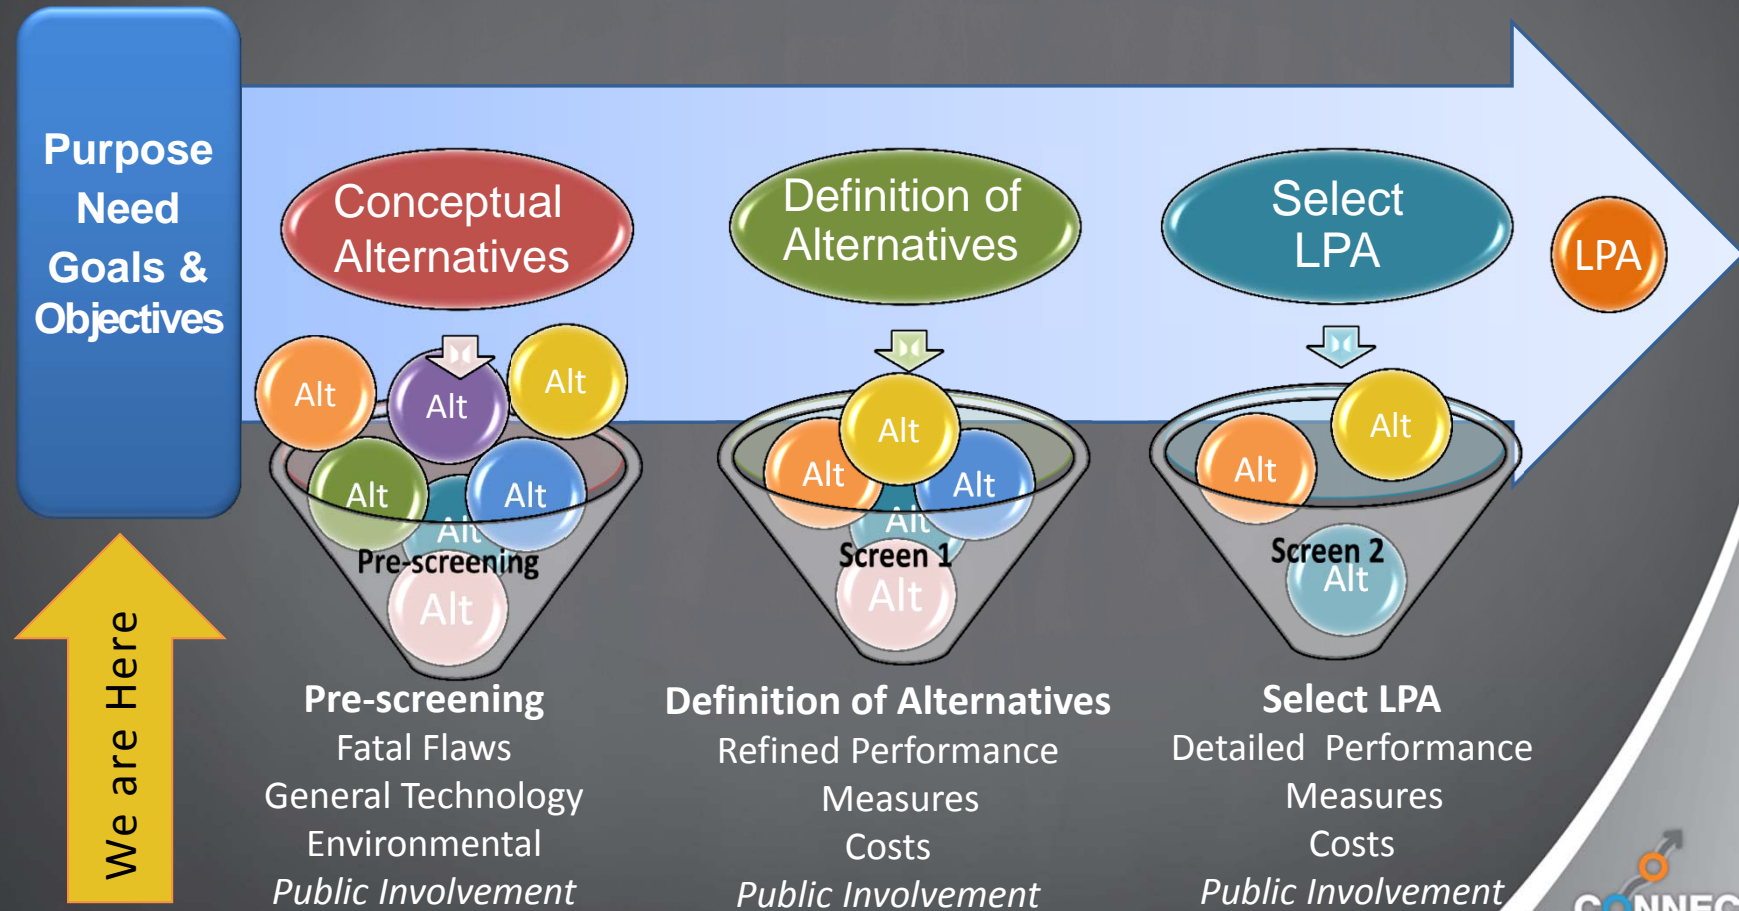 Purpose
Need
Goals &
Objectives
We are Here
Conceptual
Alternatives
Definition of
Alternatives
Select
LPA
LPA
Alt
Alt
Alt
Alt
Alt
Alt
Pre-screening
Alt
Alt
Alt
Alt
Alt
Screen 1
Alt
Alt
Alt
Screen 2
Alt
Pre-screening
Fatal Flaws
General Technology
Environmental
Public Involvement
Definition of Alternatives
Refined Performance
Measures
Costs
Public Involvement
Select LPA
Detailed Performance
Measures
Costs
Public Involvement
CONNEC